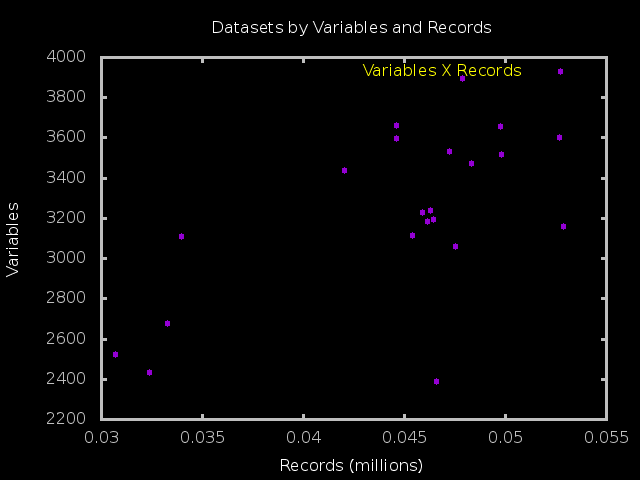 Datasets by Variables and Records
Variables X Records
4000
3800
3600
3400
3200
3000
2800
2600
2400
2200
Variables
0.03 0.035 0.04 0.045 0.05 0.055
Records (millions)